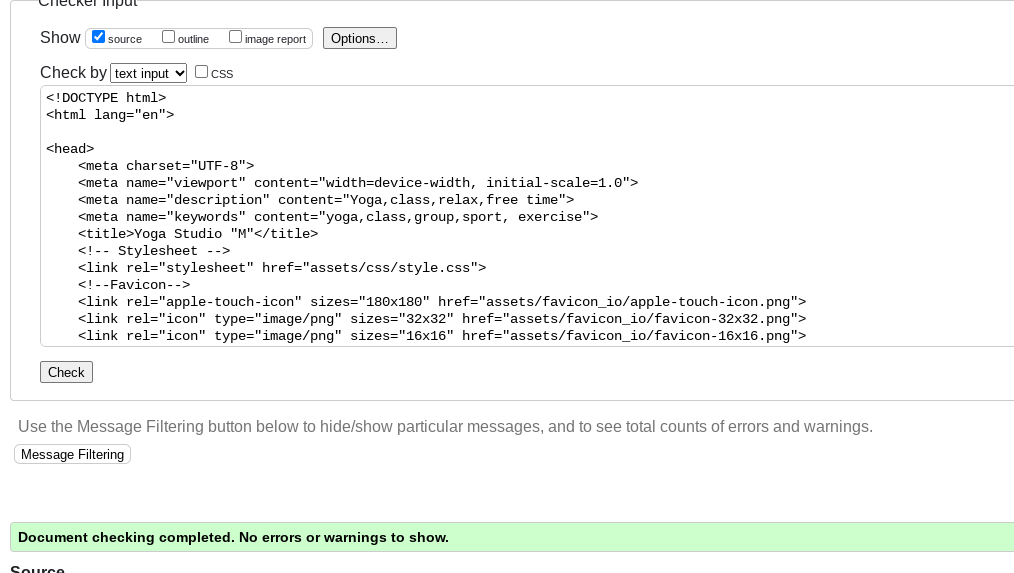 Checker Input
Show source outline image report Options...
Check by text input CSS
<!DOCTYPE html>
<html lang="en">
<head>
<meta charset="UTF-8">
<meta name="viewport" content="width=device-width, initial-scale=1.0">
<meta name="description" content="Yoga,class,relax,free time">
<meta name="keywords" content="yoga,class,group,sport, exercise">
<title>Yoga Studio "M"</title>
<!-- Stylesheet -->
<link rel="stylesheet" href="assets/css/style.css">
<!--Favicon-->
<link rel="apple-touch-icon" sizes="180x180" href="assets/favicon_io/apple-touch-icon.png">
<link rel="icon" type="image/png" sizes="32x32" href="assets/favicon_io/favicon-32x32.png">
<link rel="icon" type="image/png" sizes="16x16" href="assets/favicon_io/favicon-16x16.png">
Check
Use the Message Filtering button below to hide/show particular messages, and to see total counts of errors and warnings.
Message Filtering
Document checking completed. No errors or warnings to show.
Source